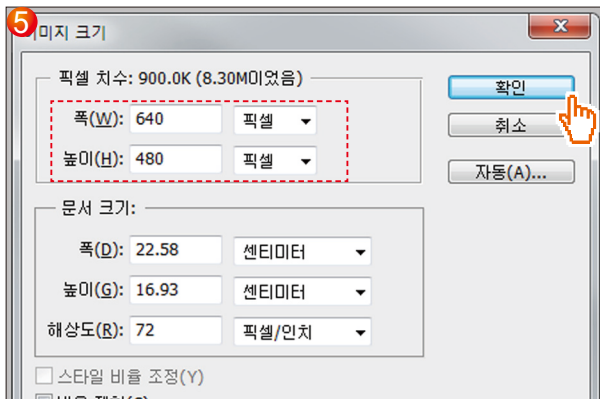 5
이미지 크기
픽셀 치수: 900.0K (8.30M이었음)
폭(W): 640 픽셀
높이(H): 480 픽셀
확인
취소
자동(A)...
문서 크기:
폭(D): 22.58 센티미터
높이(G): 16.93 센티미터
해상도(R): 72 픽셀/인치
스타일 비율 조정(Y)